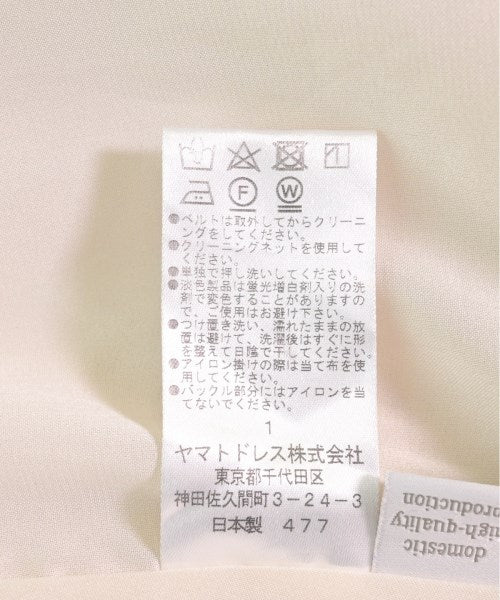 F
W
●ベルトは取外してからクリーニ
ングをしてください。
●クリーニングネットを使用して
ください。
●単独で押し洗いしてください。
●淡色製品は蛍光増白剤入りの洗
剤で変色することがありますの
で、ご使用はお避け下さい。
●つけ置き洗い、濡れたままの放
置は避けて、洗濯後はすぐに形
を整えて日陰で干してください。
●アイロン掛けの際は当て布を使
用してください。
●バックル部分にはアイロンを当
てないでください。
1
ヤマトドレス株式会社
東京都千代田区
神田佐久間町3-24-3
日本製 477
domestic
high-quality
production